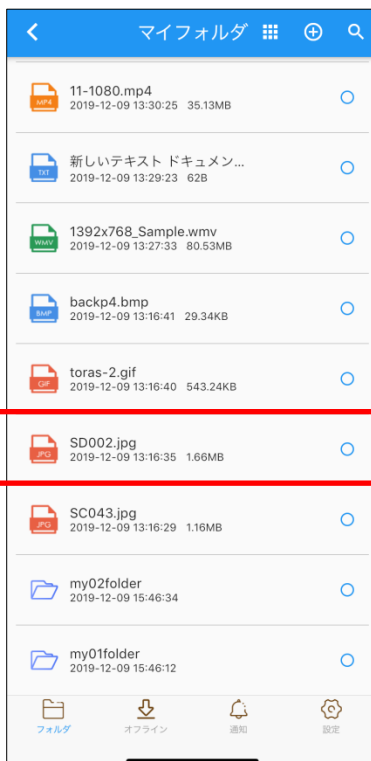 マイフォルダ
11-1080.mp4
MP4
2019-12-09 13:30:25 35.13MB
新しいテキスト ドキュメン...
TXT
2019-12-09 13:29:23 62B
1392x768_Sample.wmv
WMV
2019-12-09 13:27:33 80.53MB
backp4.bmp
BMP
2019-12-09 13:16:41 29.34KB
toras-2.gif
GIF
2019-12-09 13:16:40 543.24KB
SD002.jpg
JPG
2019-12-09 13:16:35 1.66MB
SC043.jpg
JPG
2019-12-09 13:16:29 1.16MB
my02folder
2019-12-09 15:46:34
my01folder
2019-12-09 15:46:12
フォルダ オフライン 通知 設定